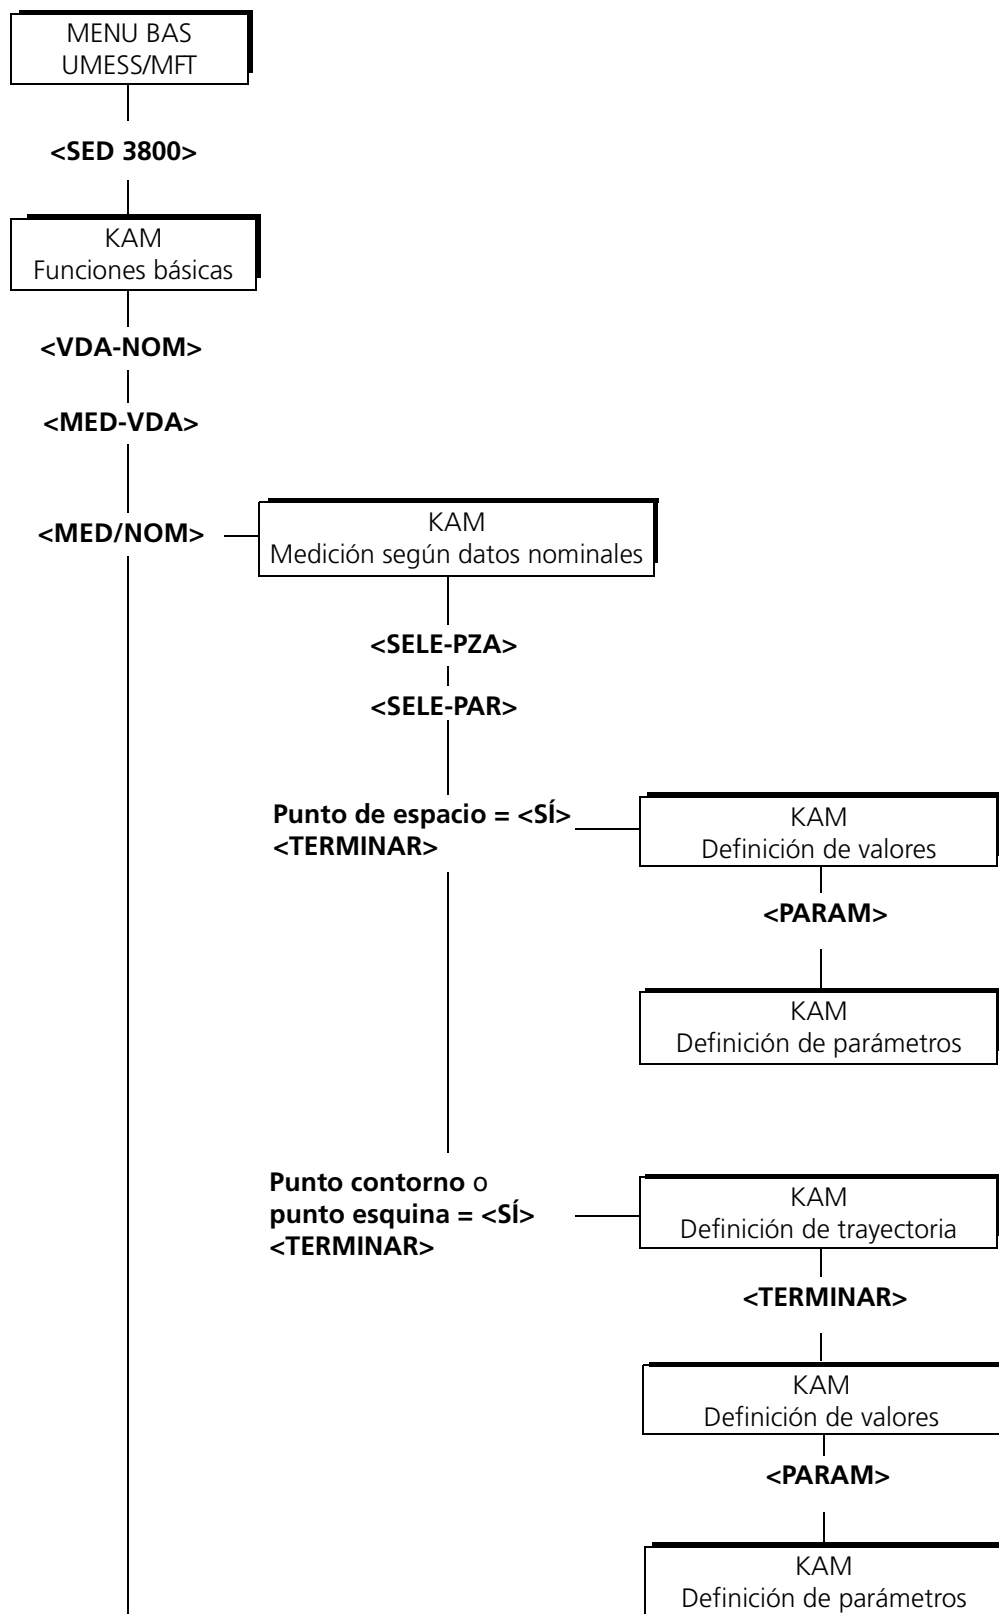 MENU BAS
UMESS/MFT
<SED 3800>
KAM
Funciones básicas
<VDA-NOM>
<MED-VDA>
<MED/NOM>
KAM
Medición según datos nominales
<SELE-PZA>
<SELE-PAR>
Punto de espacio = <SÍ>
<TERMINAR>
KAM
Definición de valores
<PARAM>
KAM
Definición de parámetros
Punto contorno o
punto esquina = <SÍ>
<TERMINAR>
KAM
Definición de trayectoria
<TERMINAR>
KAM
Definición de valores
<PARAM>
KAM
Definición de parámetros